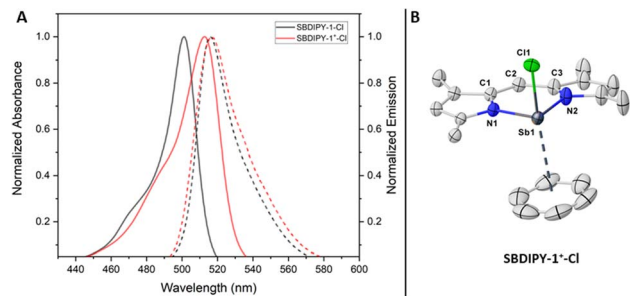 A
B
SBDIPY-1-Cl
SBDIPY-1⁺-Cl
Normalized Absorbance
1.0
0.8
0.6
0.4
0.2
1.0
0.8
0.6
0.4
0.2
Normalized Emission
440 460 480 500 520 540 560 580 600
Wavelength (nm)
Cl1
C1 C2 C3
N1 N2
Sb1
SBDIPY-1⁺-Cl